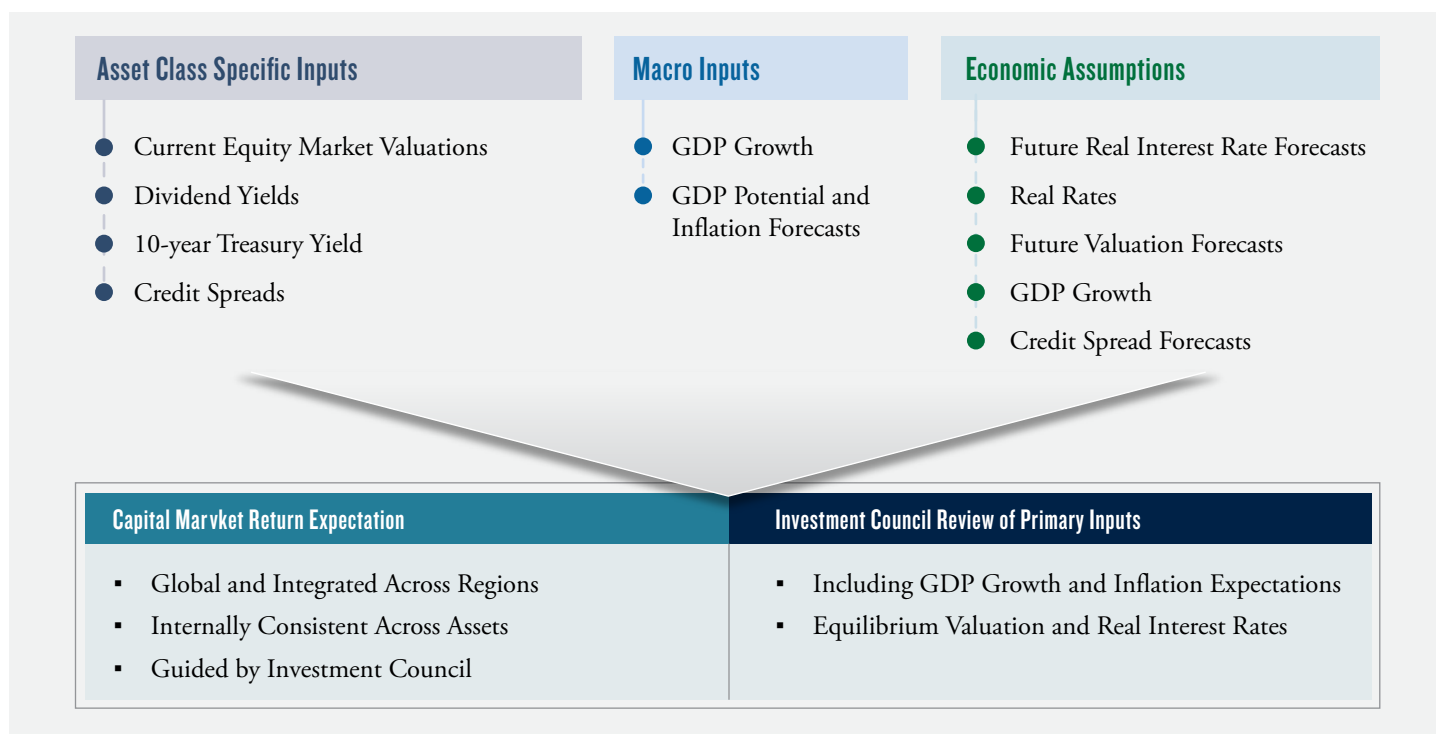 Asset Class Specific Inputs
Current Equity Market Valuations
Dividend Yields
10-year Treasury Yield
Credit Spreads
Macro Inputs
GDP Growth
GDP Potential and
Inflation Forecasts
Economic Assumptions
Future Real Interest Rate Forecasts
Real Rates
Future Valuation Forecasts
GDP Growth
Credit Spread Forecasts
Capital Marvket Return Expectation
▪ Global and Integrated Across Regions
▪ Internally Consistent Across Assets
▪ Guided by Investment Council
Investment Council Review of Primary Inputs
▪ Including GDP Growth and Inflation Expectations
▪ Equilibrium Valuation and Real Interest Rates